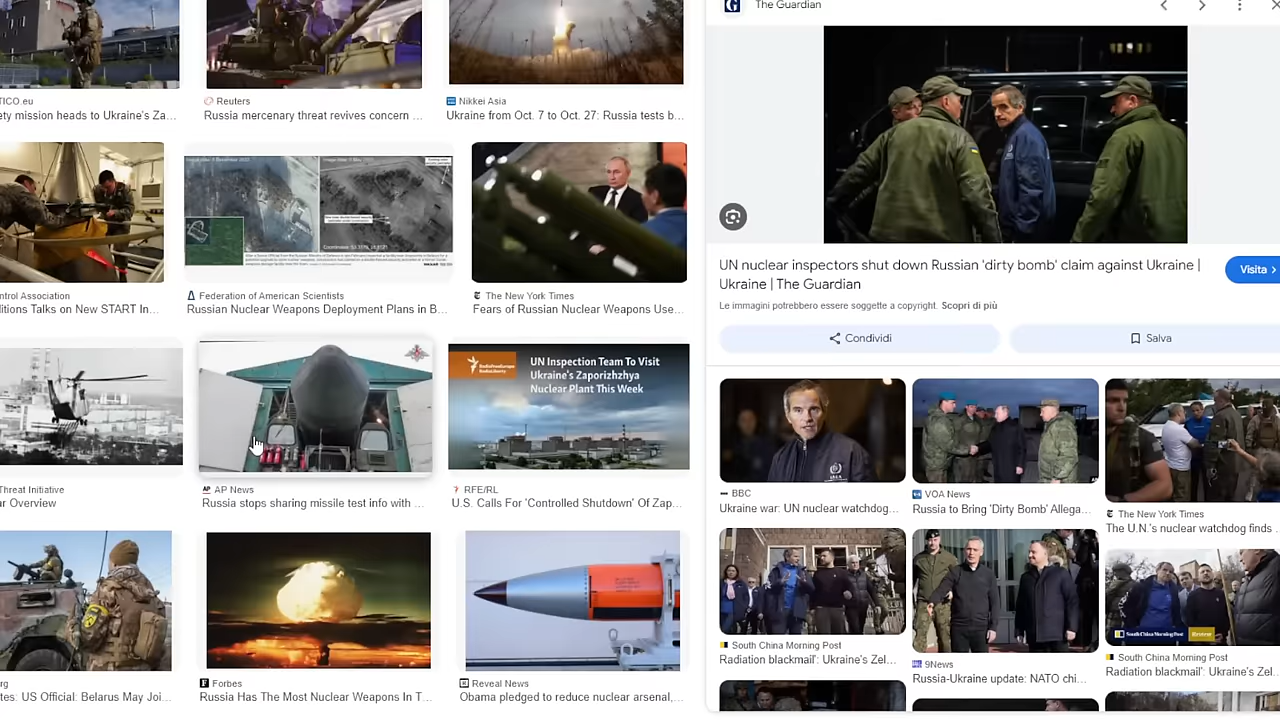 The Guardian
TICO.eu
ety mission heads to Ukraine's Za...
Reuters
Russia mercenary threat revives concern ...
Nikkei Asia
Ukraine from Oct. 7 to Oct. 27: Russia tests b...
ntrol Association
ditions Talks on New START In...
Federation of American Scientists
Russian Nuclear Weapons Deployment Plans in B...
The New York Times
Fears of Russian Nuclear Weapons Use...
UN Inspection Team To Visit
Ukraine's Zaporizhzhya
Nuclear Plant This Week
Threat Initiative
ar Overview
AP News
Russia stops sharing missile test info with ...
RFE/RL
U.S. Calls For 'Controlled Shutdown' Of Zap...
rg
tes: US Official: Belarus May Joi...
Forbes
Russia Has The Most Nuclear Weapons In T...
Reveal News
Obama pledged to reduce nuclear arsenal,...
UN nuclear inspectors shut down Russian 'dirty bomb' claim against Ukraine |
Ukraine | The Guardian
Visita
Le immagini potrebbero essere soggette a copyright. Scopri di più
Condividi
Salva
BBC
Ukraine war: UN nuclear watchdog...
VOA News
Russia to Bring 'Dirty Bomb' Allega...
The New York Times
The U.N.'s nuclear watchdog finds .
South China Morning Post
Radiation blackmail': Ukraine's Zel...
9News
Russia-Ukraine update: NATO chi...
South China Morning Post
Radiation blackmail': Ukraine's Zel...